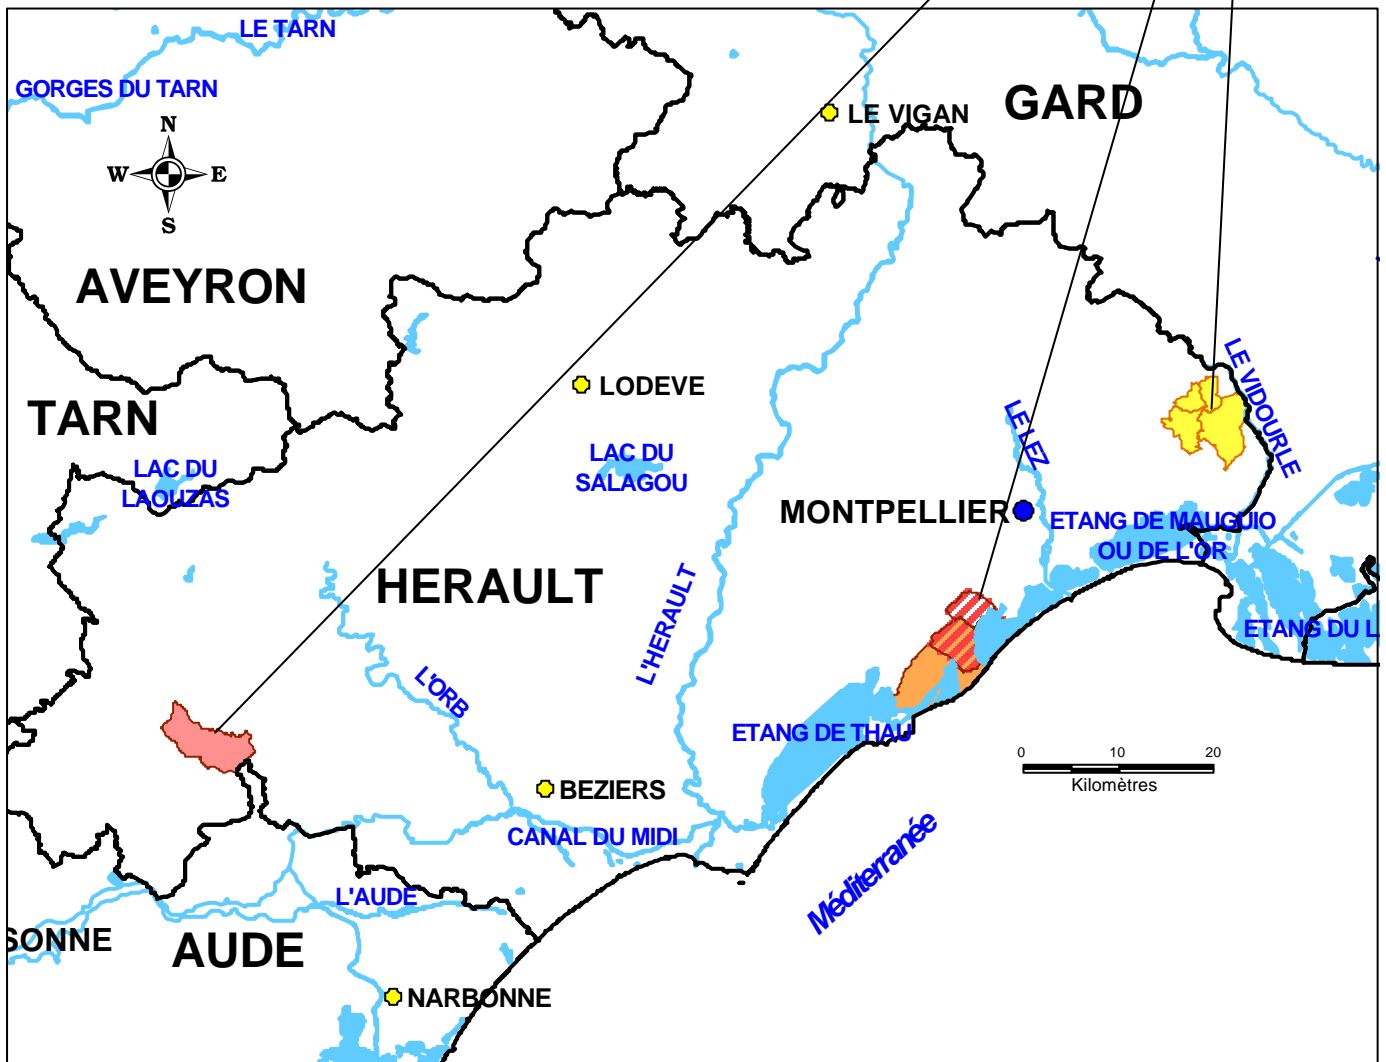 LE TARN
GORGES DU TARN
N
W
E
S
LE VIGAN
GARD
AVEYRON
LODEVE
TARN
LAC DU
LAOUZAS
LAC DU
SALAGOU
LE LEZ
LE VIDOURLE
MONTPELLIER
ETANG DE MAUGUIO
OU DE L'OR
HERAULT
L'HERAULT
ETANG DU L
L'ORB
ETANG DE THAU
0 10 20
Kilomètres
BEZIERS
CANAL DU MIDI
Méditerranée
L'AUDE
SONNE
AUDE
NARBONNE